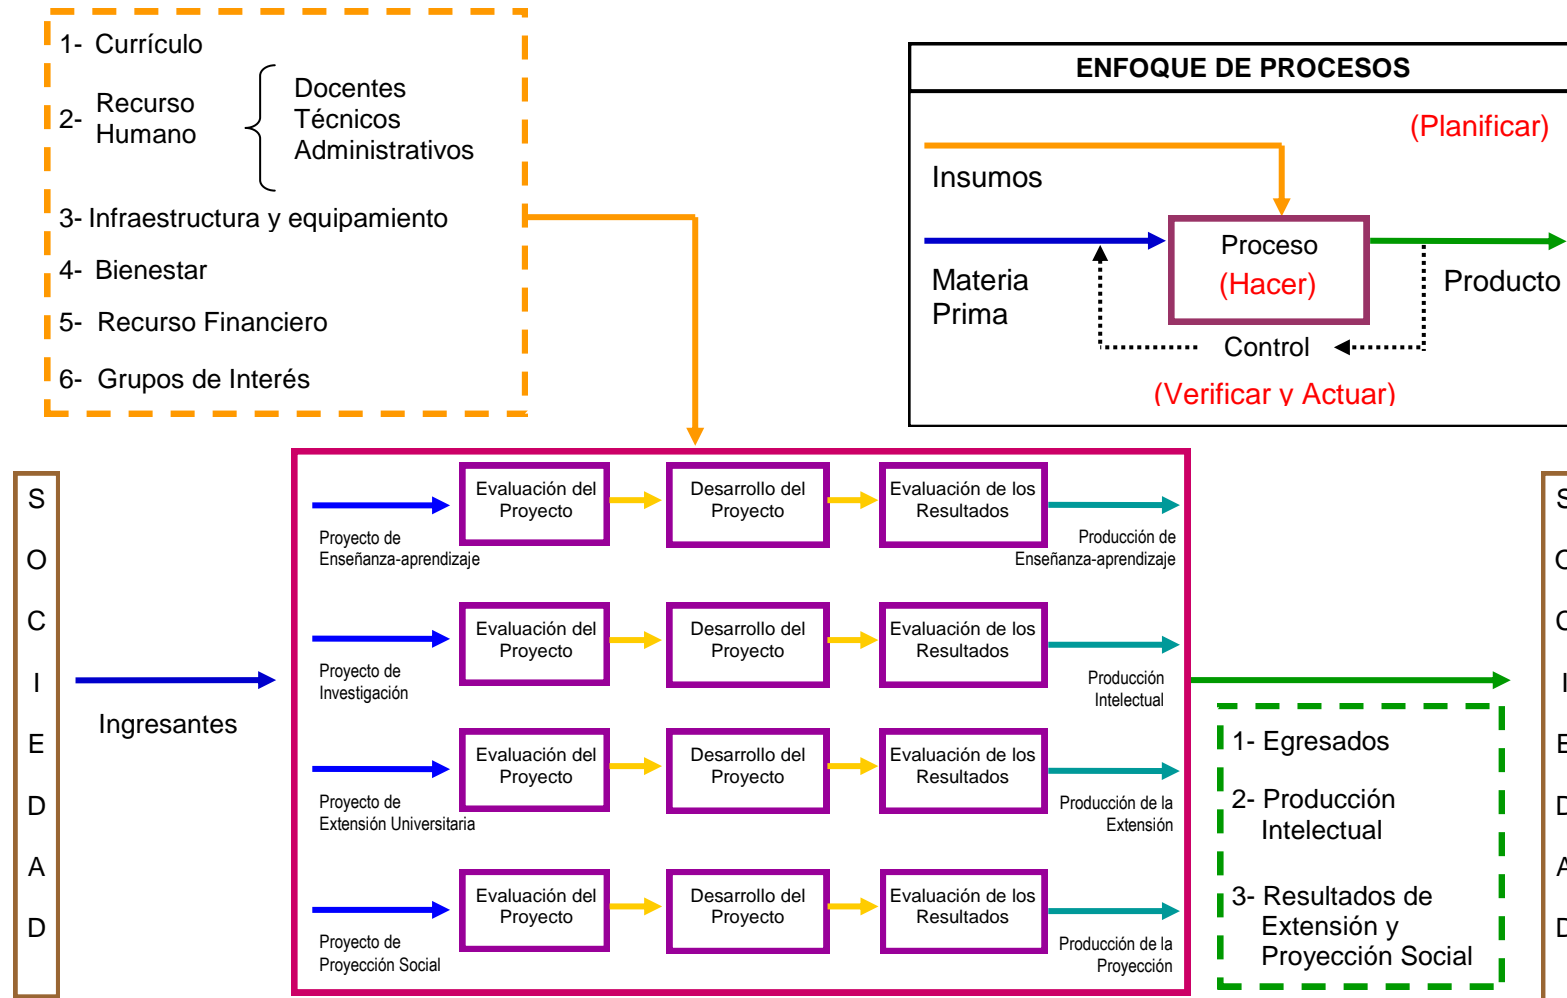 1- Currículo
2- Recurso
Humano
Docentes
Técnicos
Administrativos
3- Infraestructura y equipamiento
4- Bienestar
5- Recurso Financiero
6- Grupos de Interés
ENFOQUE DE PROCESOS
(Planificar)
Insumos
Materia
Prima
Proceso
(Hacer)
Producto
Control
(Verificar y Actuar)
S
O
C
I
E
D
A
D
Ingresantes
Proyecto de
Enseñanza-aprendizaje
Evaluación del
Proyecto
Desarrollo del
Proyecto
Evaluación de los
Resultados
Producción de
Enseñanza-aprendizaje
Proyecto de
Investigación
Evaluación del
Proyecto
Desarrollo del
Proyecto
Evaluación de los
Resultados
Producción
Intelectual
Proyecto de
Extensión Universitaria
Evaluación del
Proyecto
Desarrollo del
Proyecto
Evaluación de los
Resultados
Producción de la
Extensión
Proyecto de
Proyección Social
Evaluación del
Proyecto
Desarrollo del
Proyecto
Evaluación de los
Resultados
Producción de la
Proyección
1- Egresados
2- Producción
Intelectual
3- Resultados de
Extensión y
Proyección Social
S
O
C
I
E
D
A
D